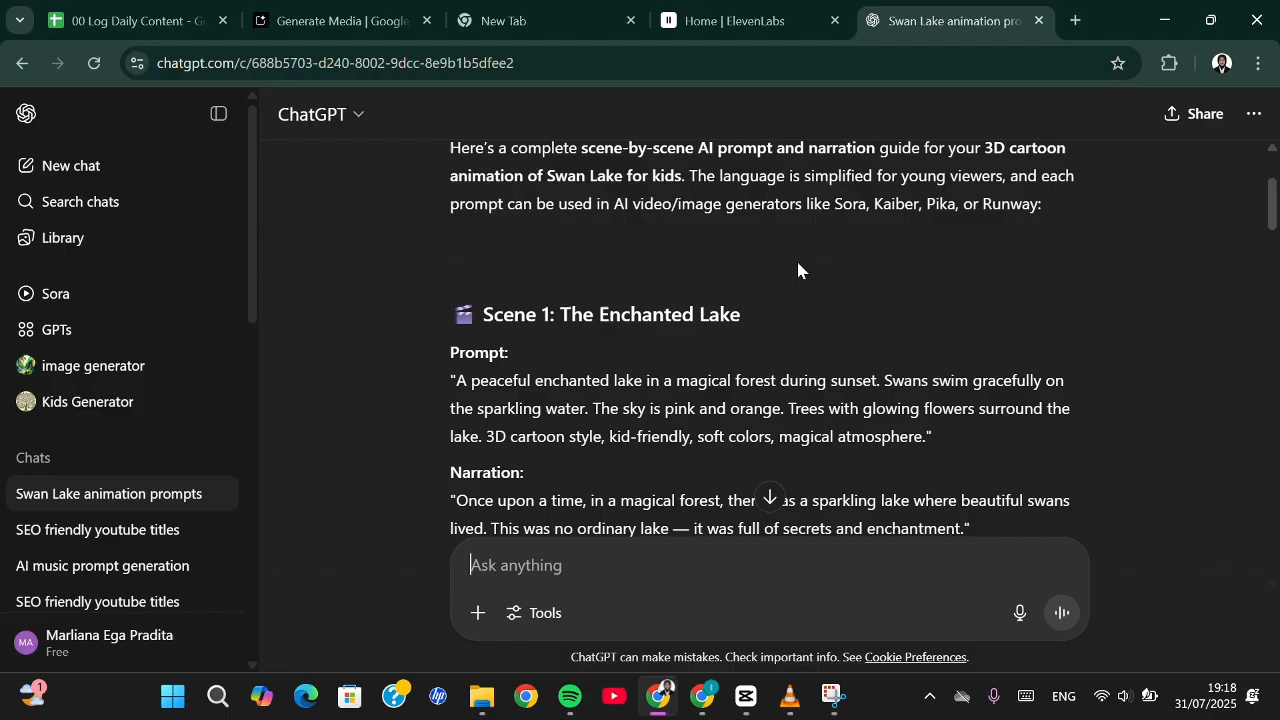 00 Log Daily Content - G
Generate Media | Google
New Tab
Home | ElevenLabs
Swan Lake animation pro
chatgpt.com/c/688b5703-d240-8002-9dcc-8e9b1b5dfee2
ChatGPT
Share
New chat
Search chats
Library
Sora
GPTs
image generator
Kids Generator
Chats
Swan Lake animation prompts
SEO friendly youtube titles
AI music prompt generation
SEO friendly youtube titles
MA
Marliana Ega Pradita
Free
Here's a complete scene-by-scene AI prompt and narration guide for your 3D cartoon
animation of Swan Lake for kids. The language is simplified for young viewers, and each
prompt can be used in AI video/image generators like Sora, Kaiber, Pika, or Runway:
Scene 1: The Enchanted Lake
Prompt:
"A peaceful enchanted lake in a magical forest during sunset. Swans swim gracefully on
the sparkling water. The sky is pink and orange. Trees with glowing flowers surround the
lake. 3D cartoon style, kid-friendly, soft colors, magical atmosphere."
Narration:
"Once upon a time, in a magical forest, ther as a sparkling lake where beautiful swans
lived. This was no ordinary lake — it was full of secrets and enchantment."
Ask anything
Tools
ChatGPT can make mistakes. Check important info. See Cookie Preferences.
1
1
ENG
19:18
31/07/2025